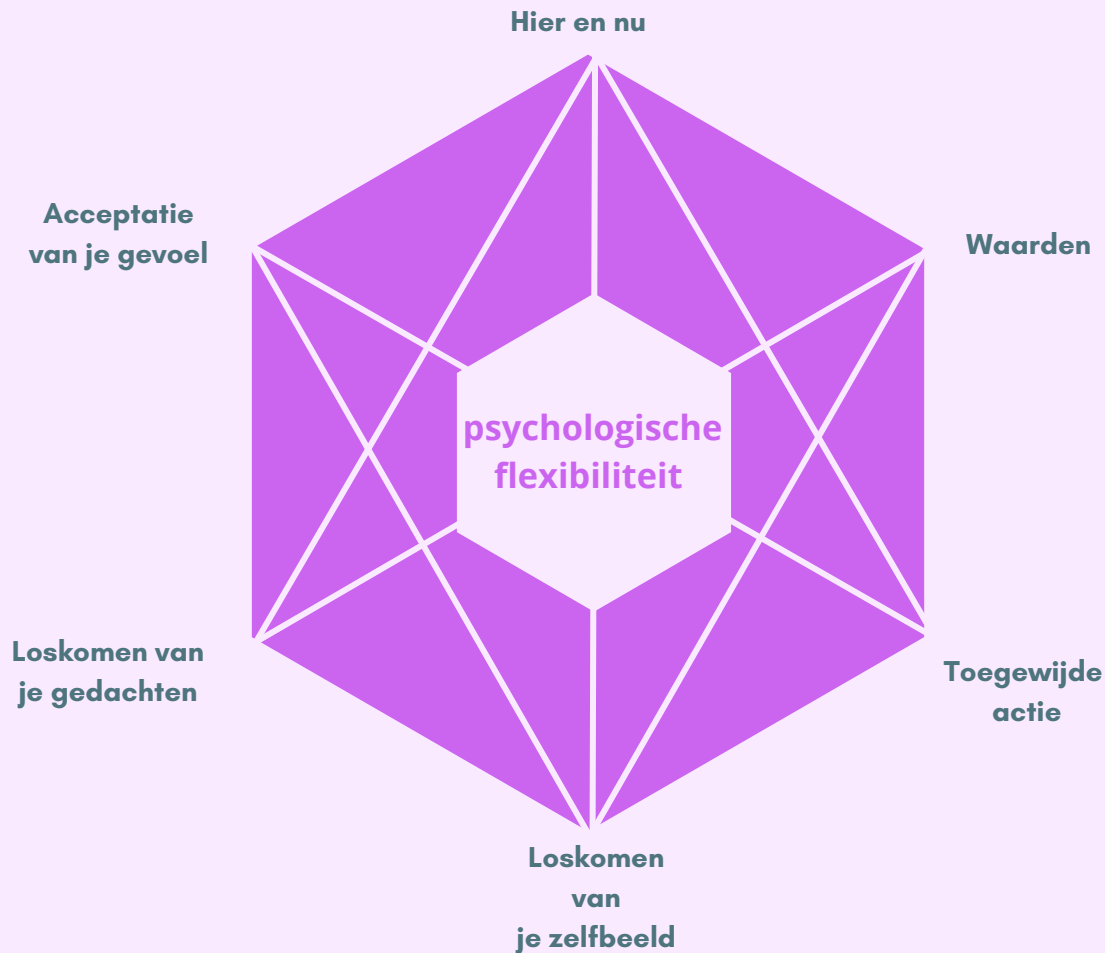 Hier en nu
Acceptatie
van je gevoel
Waarden
psychologische
flexibiliteit
Loskomen van
je gedachten
Toegewijde
actie
Loskomen
van
je zelfbeeld